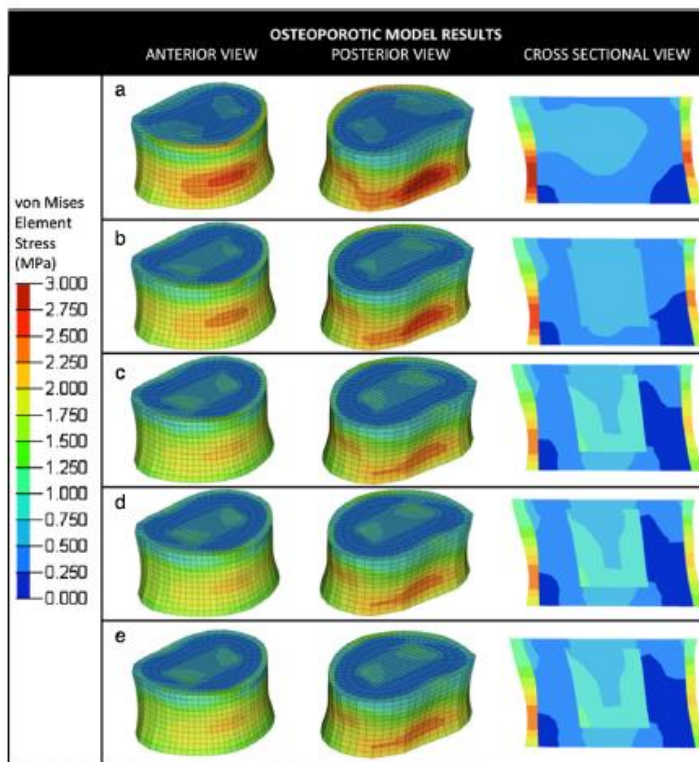 OSTEOPOROTIC MODEL RESULTS
ANTERIOR VIEW POSTERIOR VIEW CROSS SECTIONAL VIEW
von Mises
Element
Stress
(MPa)
3.000
2.750
2.500
2.250
2.000
1.750
1.500
1.250
1.000
0.750
0.500
0.250
0.000
a
b
c
d
e